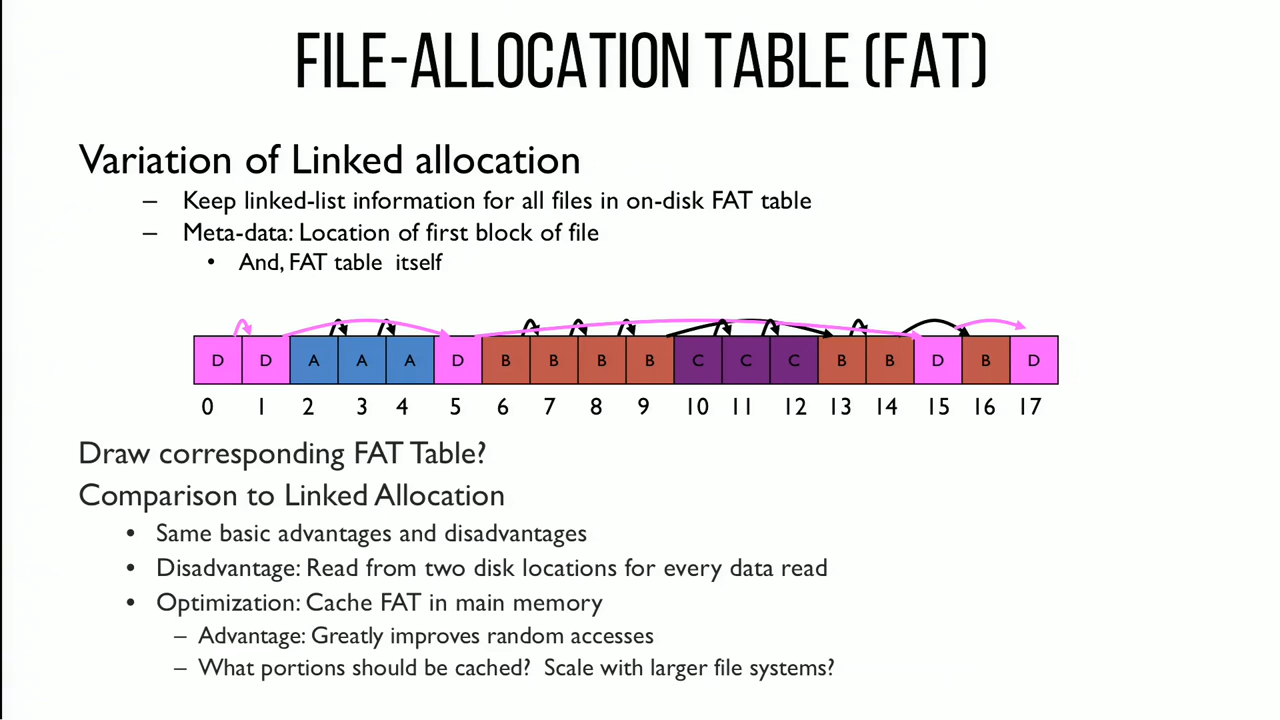 FILE-ALLOCATION TABLE (FAT)
Variation of Linked allocation
– Keep linked-list information for all files in on-disk FAT table
– Meta-data: Location of first block of file
• And, FAT table itself
D D A A A D B B B B C C C B B D B D
0 1 2 3 4 5 6 7 8 9 10 11 12 13 14 15 16 17
Draw corresponding FAT Table?
Comparison to Linked Allocation
• Same basic advantages and disadvantages
• Disadvantage: Read from two disk locations for every data read
• Optimization: Cache FAT in main memory
– Advantage: Greatly improves random accesses
– What portions should be cached? Scale with larger file systems?